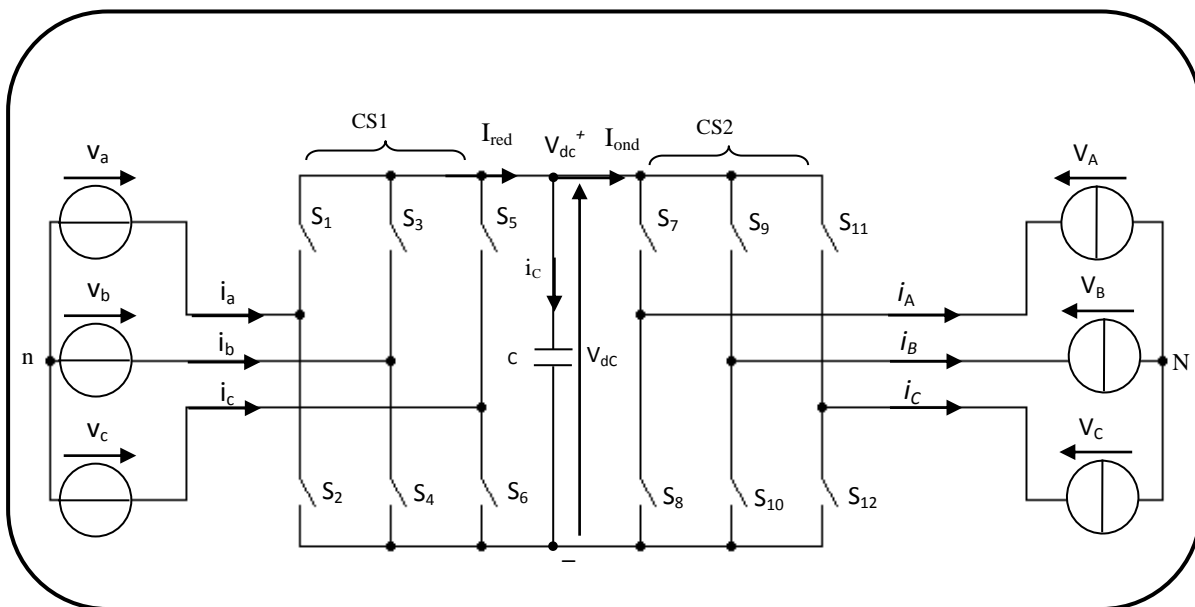 CS1
I_red
V_dc^+
I_ond
CS2
v_a
V_A
S_1
S_3
S_5
S_7
S_9
S_11
i_C
v_b
i_a
i_A
V_B
n
i_b
C
V_dC
i_B
N
v_c
i_c
i_C
V_C
S_2
S_4
S_6
S_8
S_10
S_12
−